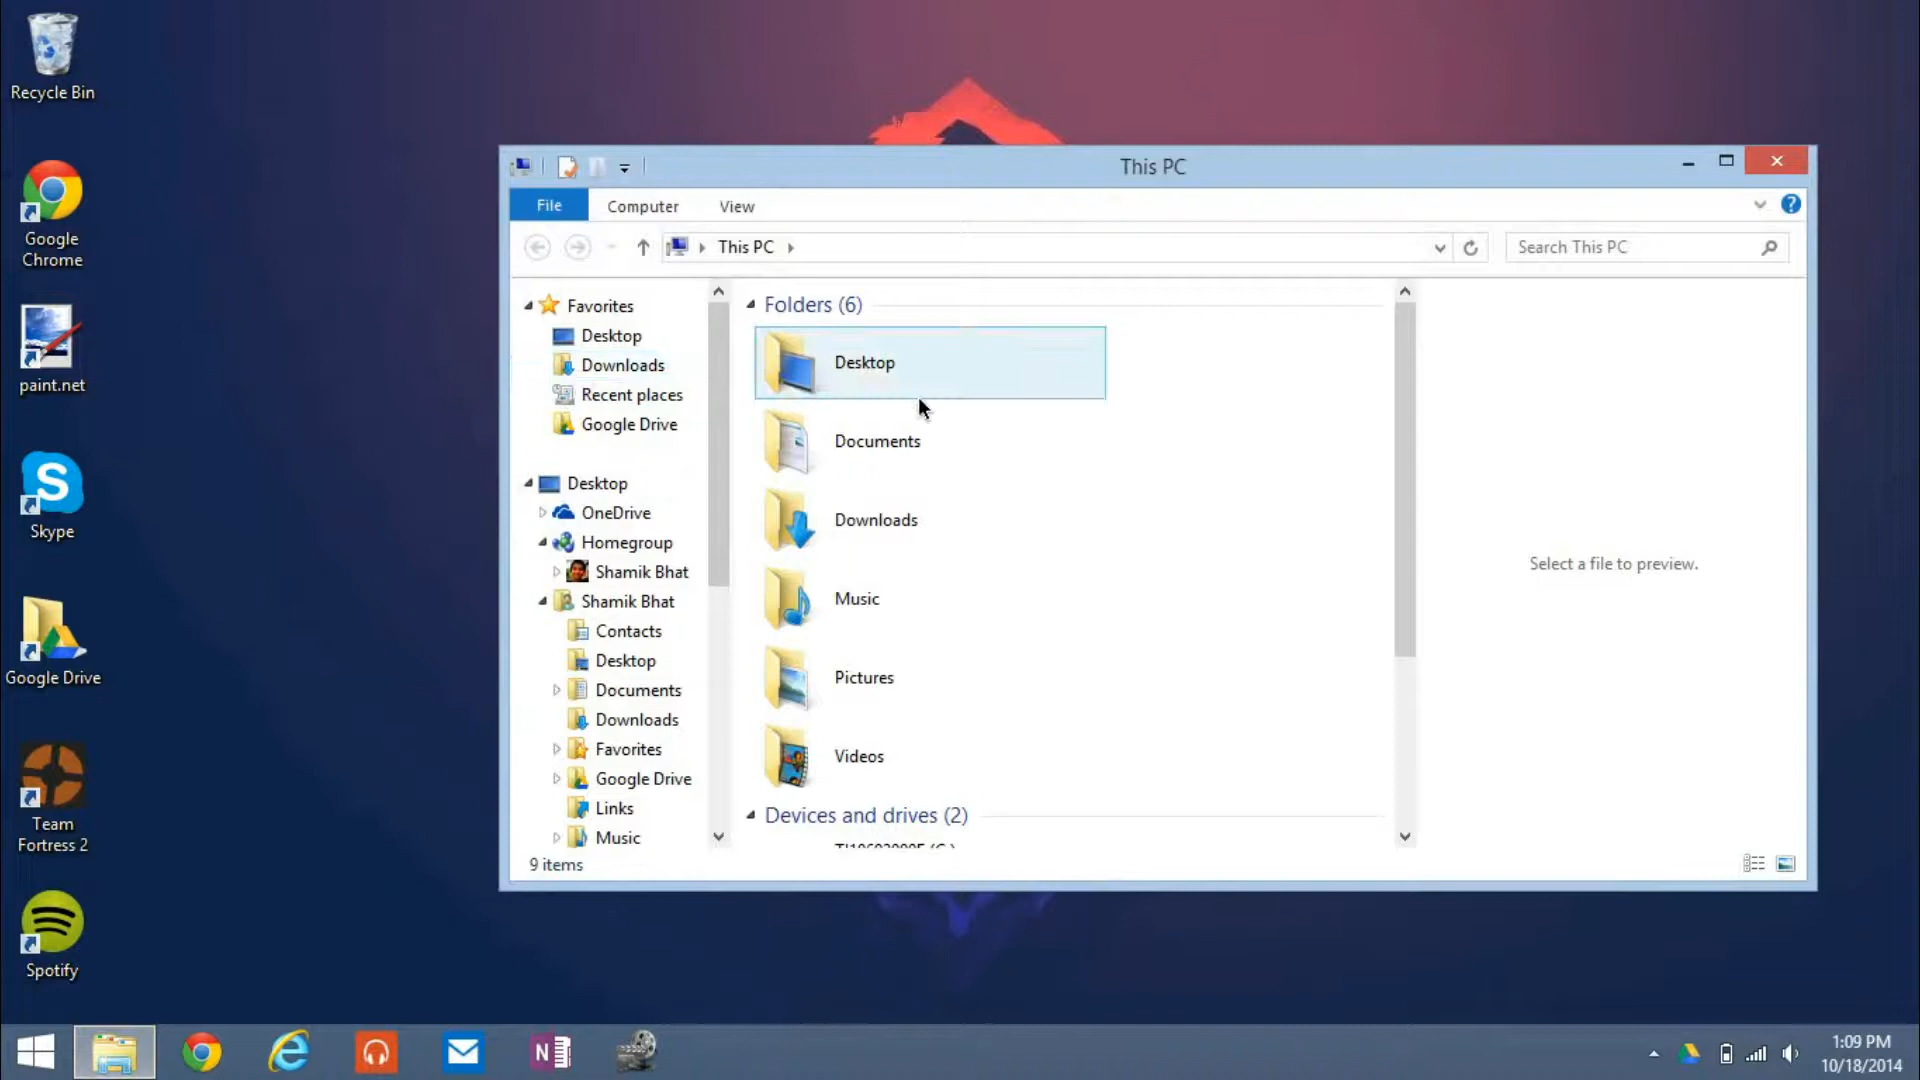 Recycle Bin
Google
Chrome
paint.net
Skype
Google Drive
Team
Fortress 2
Spotify
This PC
File
Computer
View
This PC
Search This PC
Favorites
Desktop
Downloads
Recent places
Google Drive
Desktop
OneDrive
Homegroup
Shamik Bhat
Shamik Bhat
Contacts
Desktop
Documents
Downloads
Favorites
Google Drive
Links
Music
Folders (6)
Desktop
Documents
Downloads
Music
Pictures
Videos
Devices and drives (2)
Select a file to preview.
9 items
1:09 PM
10/18/2014